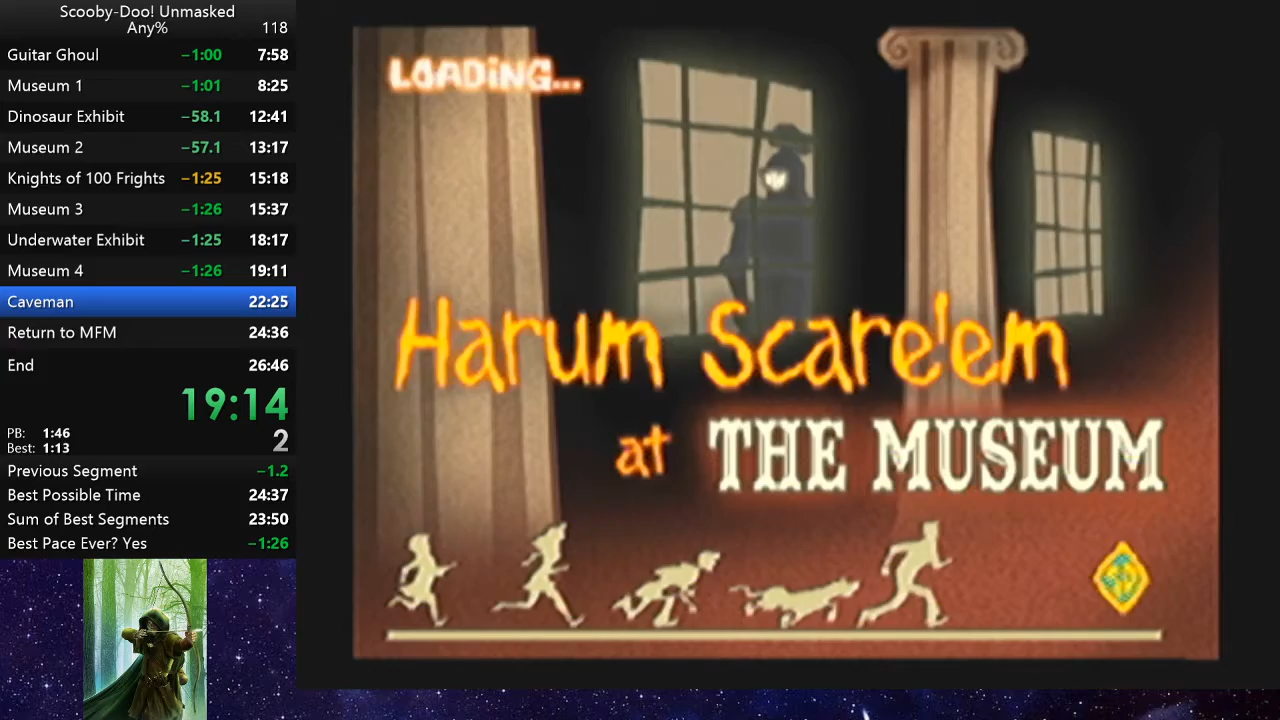 Scooby-Doo! Unmasked
Any% 118
Guitar Ghoul −1:00 7:58
Museum 1 −1:01 8:25
Dinosaur Exhibit −58.1 12:41
Museum 2 −57.1 13:17
Knights of 100 Frights −1:25 15:18
Museum 3 −1:26 15:37
Underwater Exhibit −1:25 18:17
Museum 4 −1:26 19:11
Caveman 22:25
Return to MFM 24:36
End 26:46
19:14
PB: 1:46
Best: 1:13
2
Previous Segment −1.2
Best Possible Time 24:37
Sum of Best Segments 23:50
Best Pace Ever? Yes −1:26
LOADING...
Harum Scare'em
at THE MUSEUM